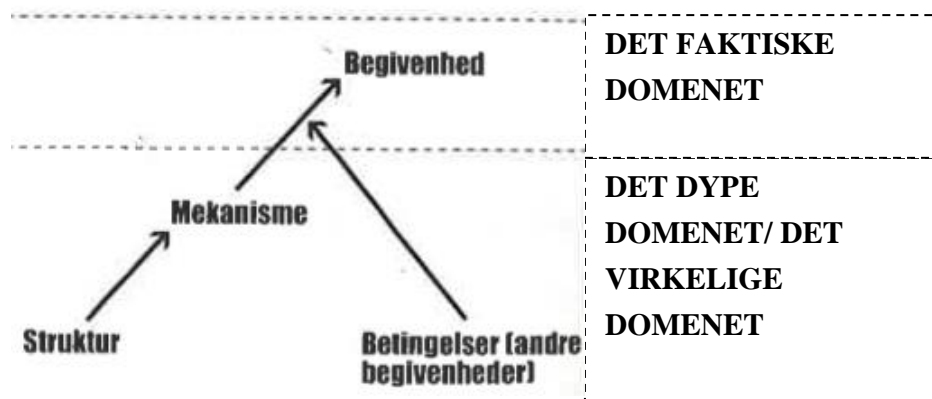 Begivenhed
Mekanisme
Struktur
Betingelser (andre
begivenheder)
DET FAKTISKE
DOMENET
DET DYPE
DOMENET/ DET
VIRKELIGE
DOMENET